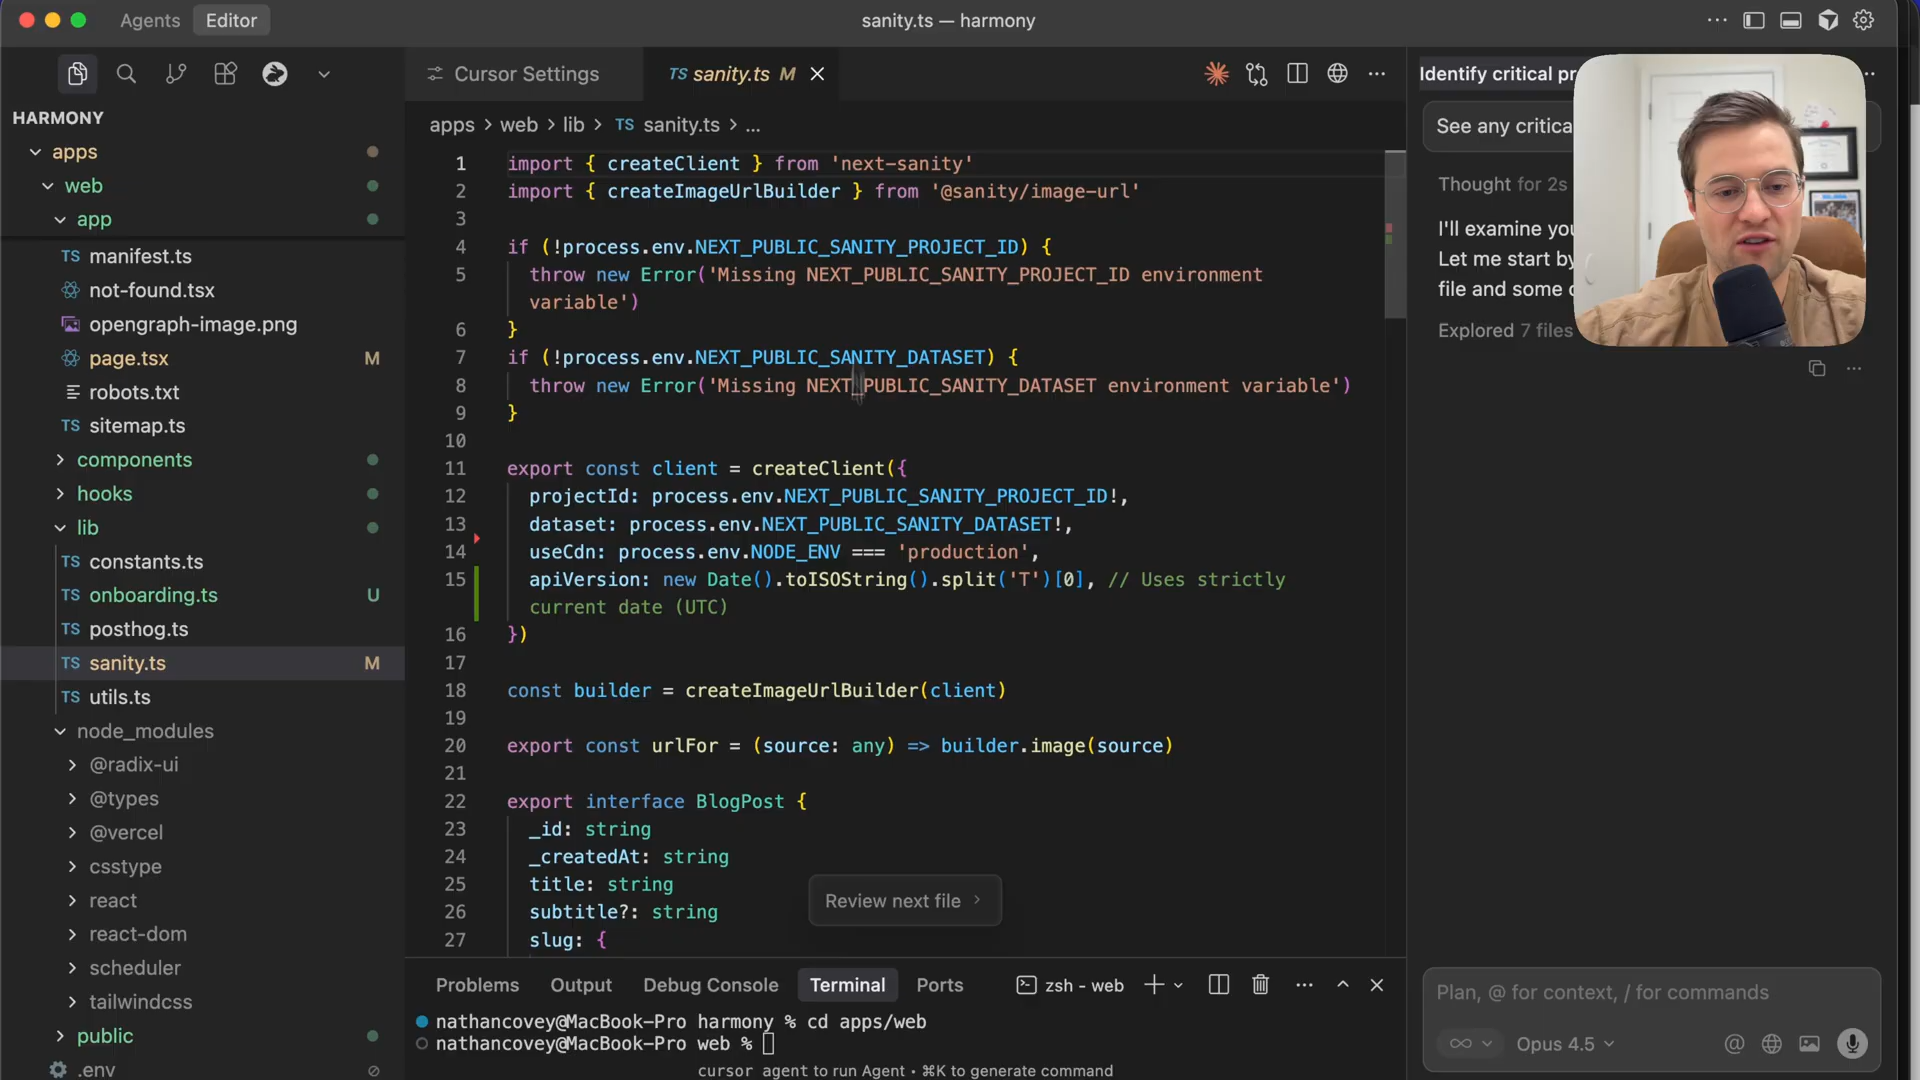 Agents Editor
sanity.ts — harmony
HARMONY
apps
web
app
manifest.ts
not-found.tsx
opengraph-image.png
page.tsx M
robots.txt
sitemap.ts
components
hooks
lib
constants.ts
onboarding.ts U
posthog.ts
sanity.ts M
utils.ts
node_modules
@radix-ui
@types
@vercel
csstype
react
react-dom
scheduler
tailwindcss
public
.env
Cursor Settings
TS sanity.ts M
apps > web > lib > TS sanity.ts > ...
1 import { createClient } from 'next-sanity'
2 import { createImageUrlBuilder } from '@sanity/image-url'
3
4 if (!process.env.NEXT_PUBLIC_SANITY_PROJECT_ID) {
5 throw new Error('Missing NEXT_PUBLIC_SANITY_PROJECT_ID environment
variable')
6 }
7 if (!process.env.NEXT_PUBLIC_SANITY_DATASET) {
8 throw new Error('Missing NEXT_PUBLIC_SANITY_DATASET environment variable')
9 }
10
11 export const client = createClient({
12 projectId: process.env.NEXT_PUBLIC_SANITY_PROJECT_ID!,
13 dataset: process.env.NEXT_PUBLIC_SANITY_DATASET!,
14 useCdn: process.env.NODE_ENV === 'production',
15 apiVersion: new Date().toISOString().split('T')[0], // Uses strictly
current date (UTC)
16 })
17
18 const builder = createImageUrlBuilder(client)
19
20 export const urlFor = (source: any) => builder.image(source)
21
22 export interface BlogPost {
23 _id: string
24 _createdAt: string
25 title: string
26 subtitle?: string
27 slug: {
Review next file >
Problems Output Debug Console Terminal Ports
zsh - web
nathancovey@MacBook-Pro harmony % cd apps/web
nathancovey@MacBook-Pro web %
cursor agent to run Agent • ⌘K to generate command
Identify critical pr
See any critica
Thought for 2s
I'll examine you
Let me start by
file and some
Explored 7 files
Plan, @ for context, / for commands
Opus 4.5